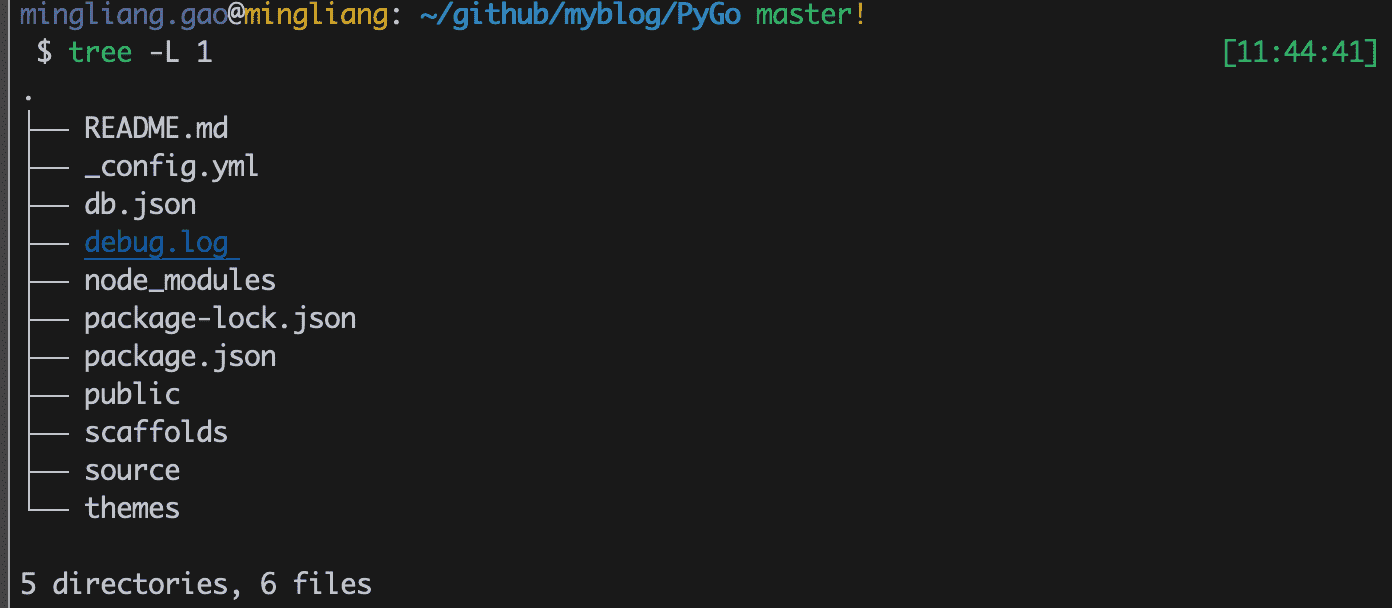 mingliang.gao@mingliang: ~/github/myblog/PyGo master!
$ tree -L 1 [11:44:41]
.
├── README.md
├── _config.yml
├── db.json
├── debug.log
├── node_modules
├── package-lock.json
├── package.json
├── public
├── scaffolds
├── source
└── themes
5 directories, 6 files